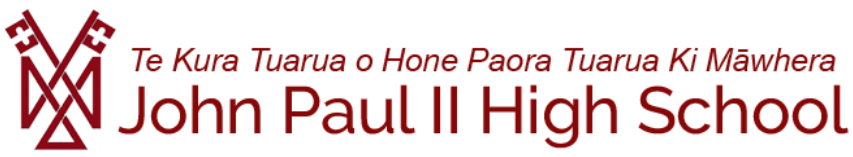 Te Kura Tuarua o Hone Paora Tuarua Ki Māwhera
John Paul II High School